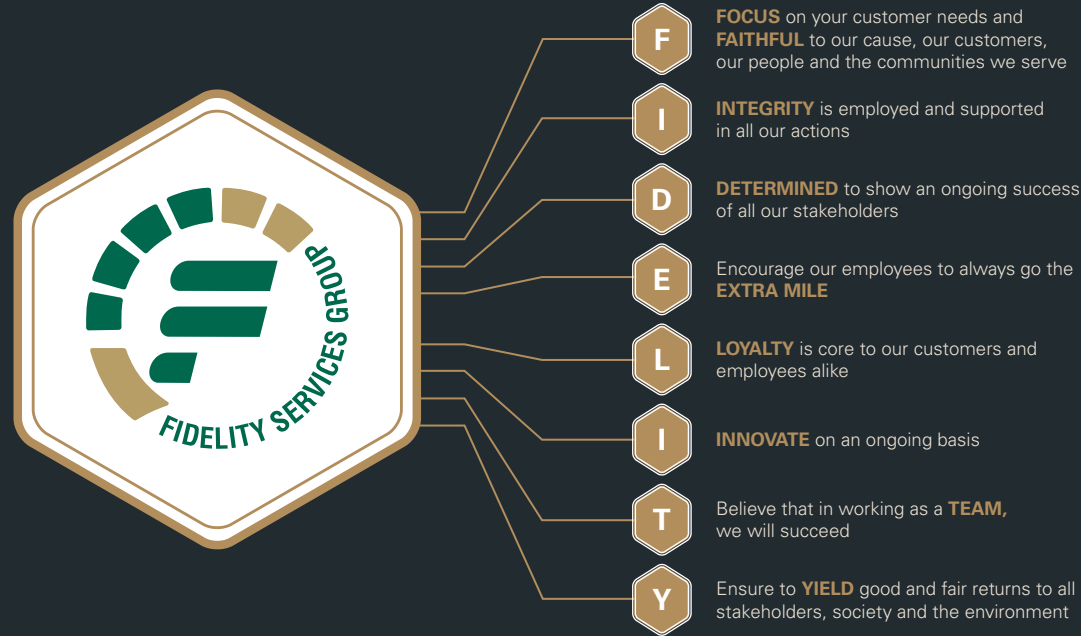 FIDELITY SERVICES GROUP
F
FOCUS on your customer needs and
FAITHFUL to our cause, our customers,
our people and the communities we serve
I
INTEGRITY is employed and supported
in all our actions
D
DETERMINED to show an ongoing success
of all our stakeholders
E
Encourage our employees to always go the
EXTRA MILE
L
LOYALTY is core to our customers and
employees alike
I
INNOVATE on an ongoing basis
T
Believe that in working as a TEAM,
we will succeed
Y
Ensure to YIELD good and fair returns to all
stakeholders, society and the environment